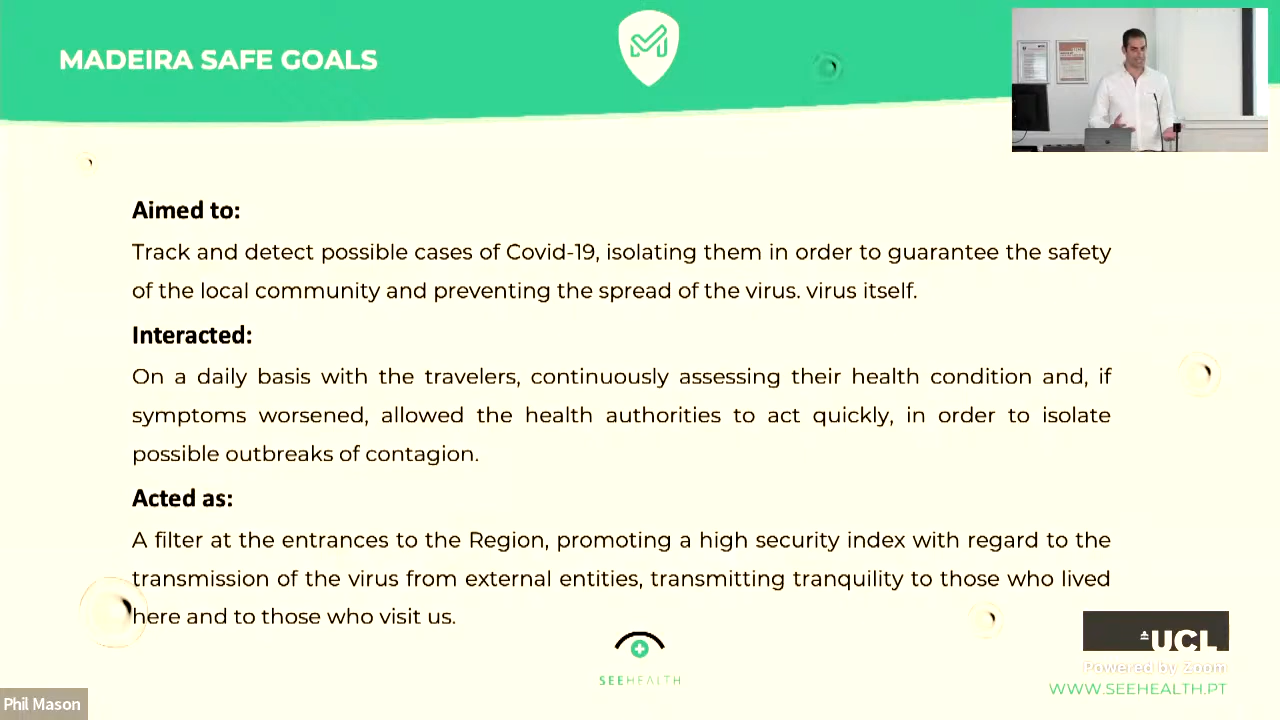 MADEIRA SAFE GOALS
Aimed to:
Track and detect possible cases of Covid-19, isolating them in order to guarantee the safety
of the local community and preventing the spread of the virus. virus itself.
Interacted:
On a daily basis with the travelers, continuously assessing their health condition and, if
symptoms worsened, allowed the health authorities to act quickly, in order to isolate
possible outbreaks of contagion.
Acted as:
A filter at the entrances to the Region, promoting a high security index with regard to the
transmission of the virus from external entities, transmitting tranquility to those who lived
here and to those who visit us.
SEEHEALTH
UCL
Powered by Zoom
WWW.SEEHEALTH.PT
Phil Mason